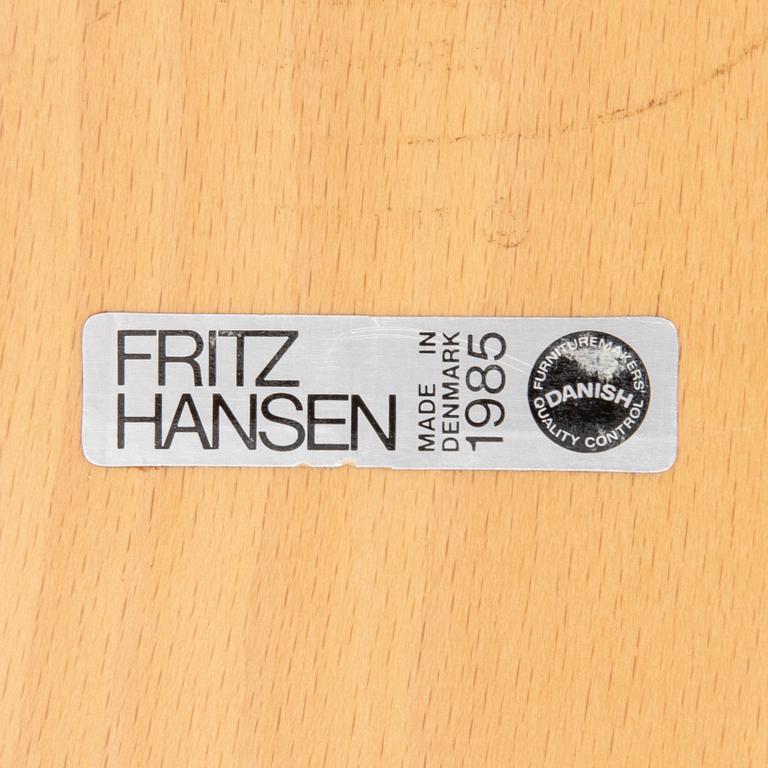 FRITZ
HANSEN
MADE IN
DENMARK
1985
FURNITUREMAKERS'
DANISH
QUALITY CONTROL